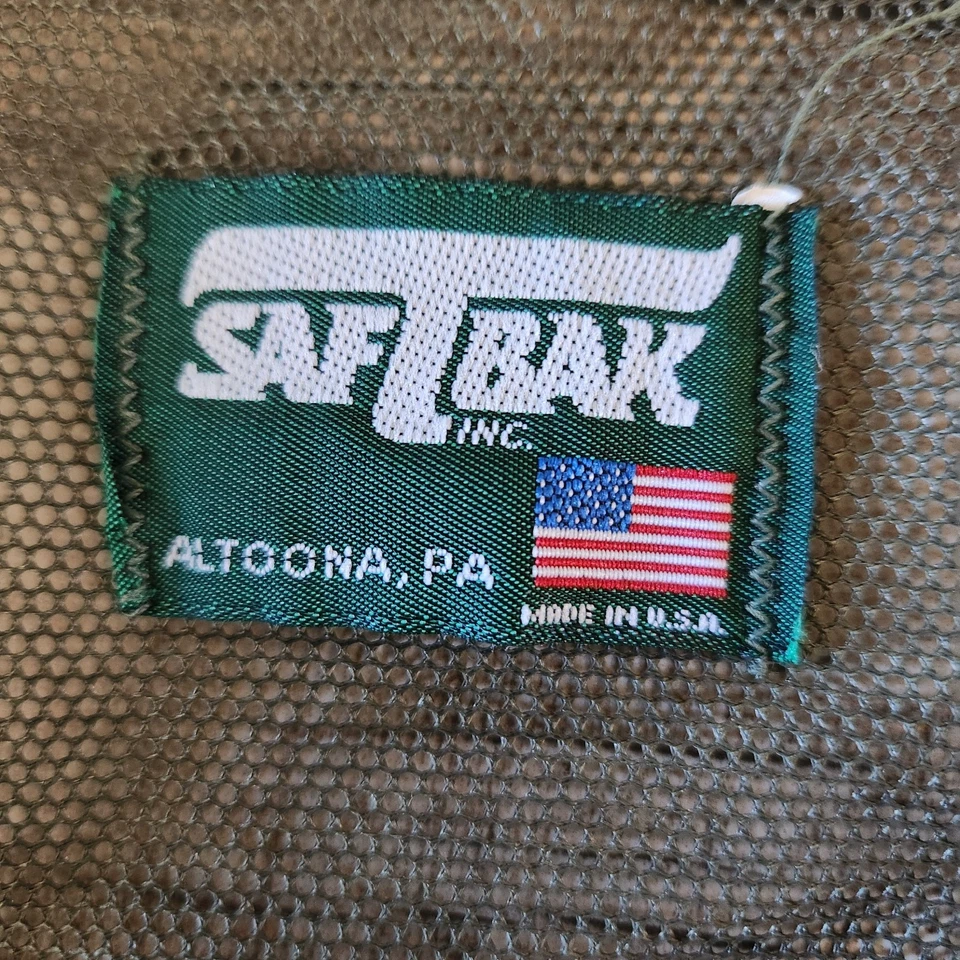 SAFTBAK
INC.
ALTOONA, PA
MADE IN U.S.A.